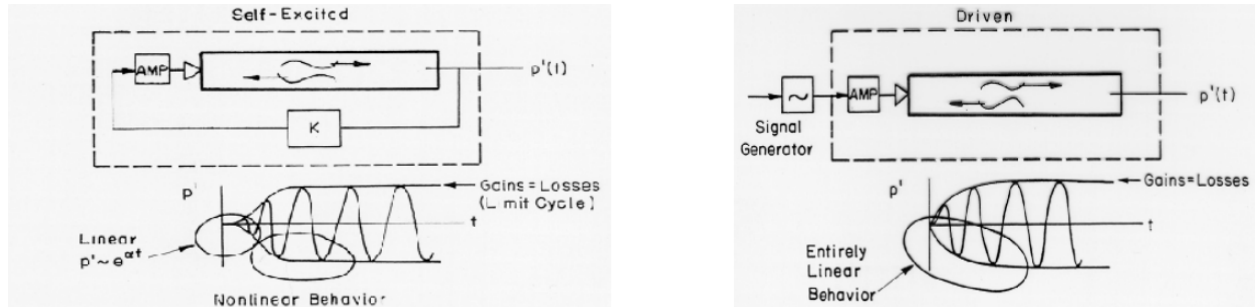 Self-Excited
AMP
p'(t)
K
p'
Gains=Losses
(Limit Cycle)
t
Linear
p'~e^αt
Nonlinear Behavior
Driven
AMP
p'(t)
Signal
Generator
p'
Gains=Losses
t
Entirely
Linear
Behavior